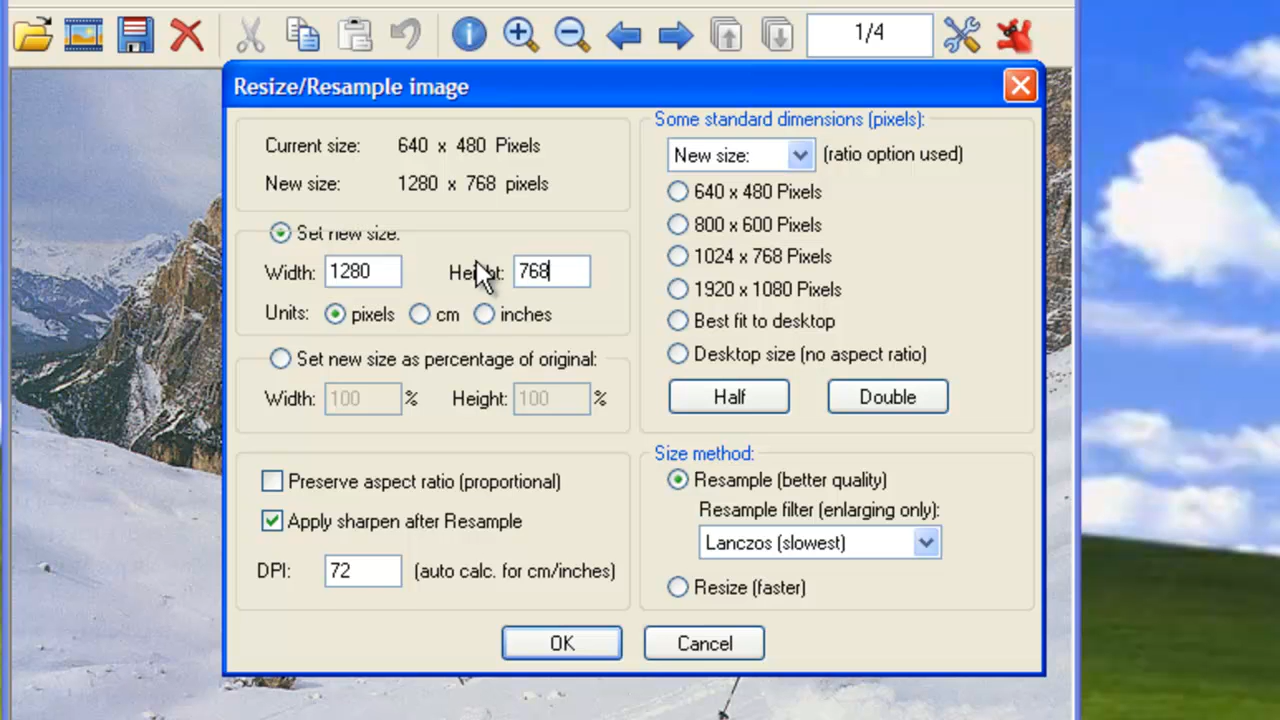 1/4
Resize/Resample image
Current size: 640 x 480 Pixels
New size: 1280 x 768 pixels
Set new size:
Width: 1280 Height: 768
Units: pixels cm inches
Set new size as percentage of original:
Width: 100 % Height: 100 %
Preserve aspect ratio (proportional)
Apply sharpen after Resample
DPI: 72 (auto calc. for cm/inches)
Some standard dimensions (pixels):
New size: (ratio option used)
640 x 480 Pixels
800 x 600 Pixels
1024 x 768 Pixels
1920 x 1080 Pixels
Best fit to desktop
Desktop size (no aspect ratio)
Half Double
Size method:
Resample (better quality)
Resample filter (enlarging only):
Lanczos (slowest)
Resize (faster)
OK Cancel